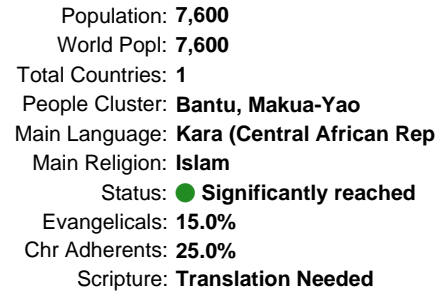 Population: 7,600
World Popl: 7,600
Total Countries: 1
People Cluster: Bantu, Makua-Yao
Main Language: Kara (Central African Rep
Main Religion: Islam
Status: Significantly reached
Evangelicals: 15.0%
Chr Adherents: 25.0%
Scripture: Translation Needed